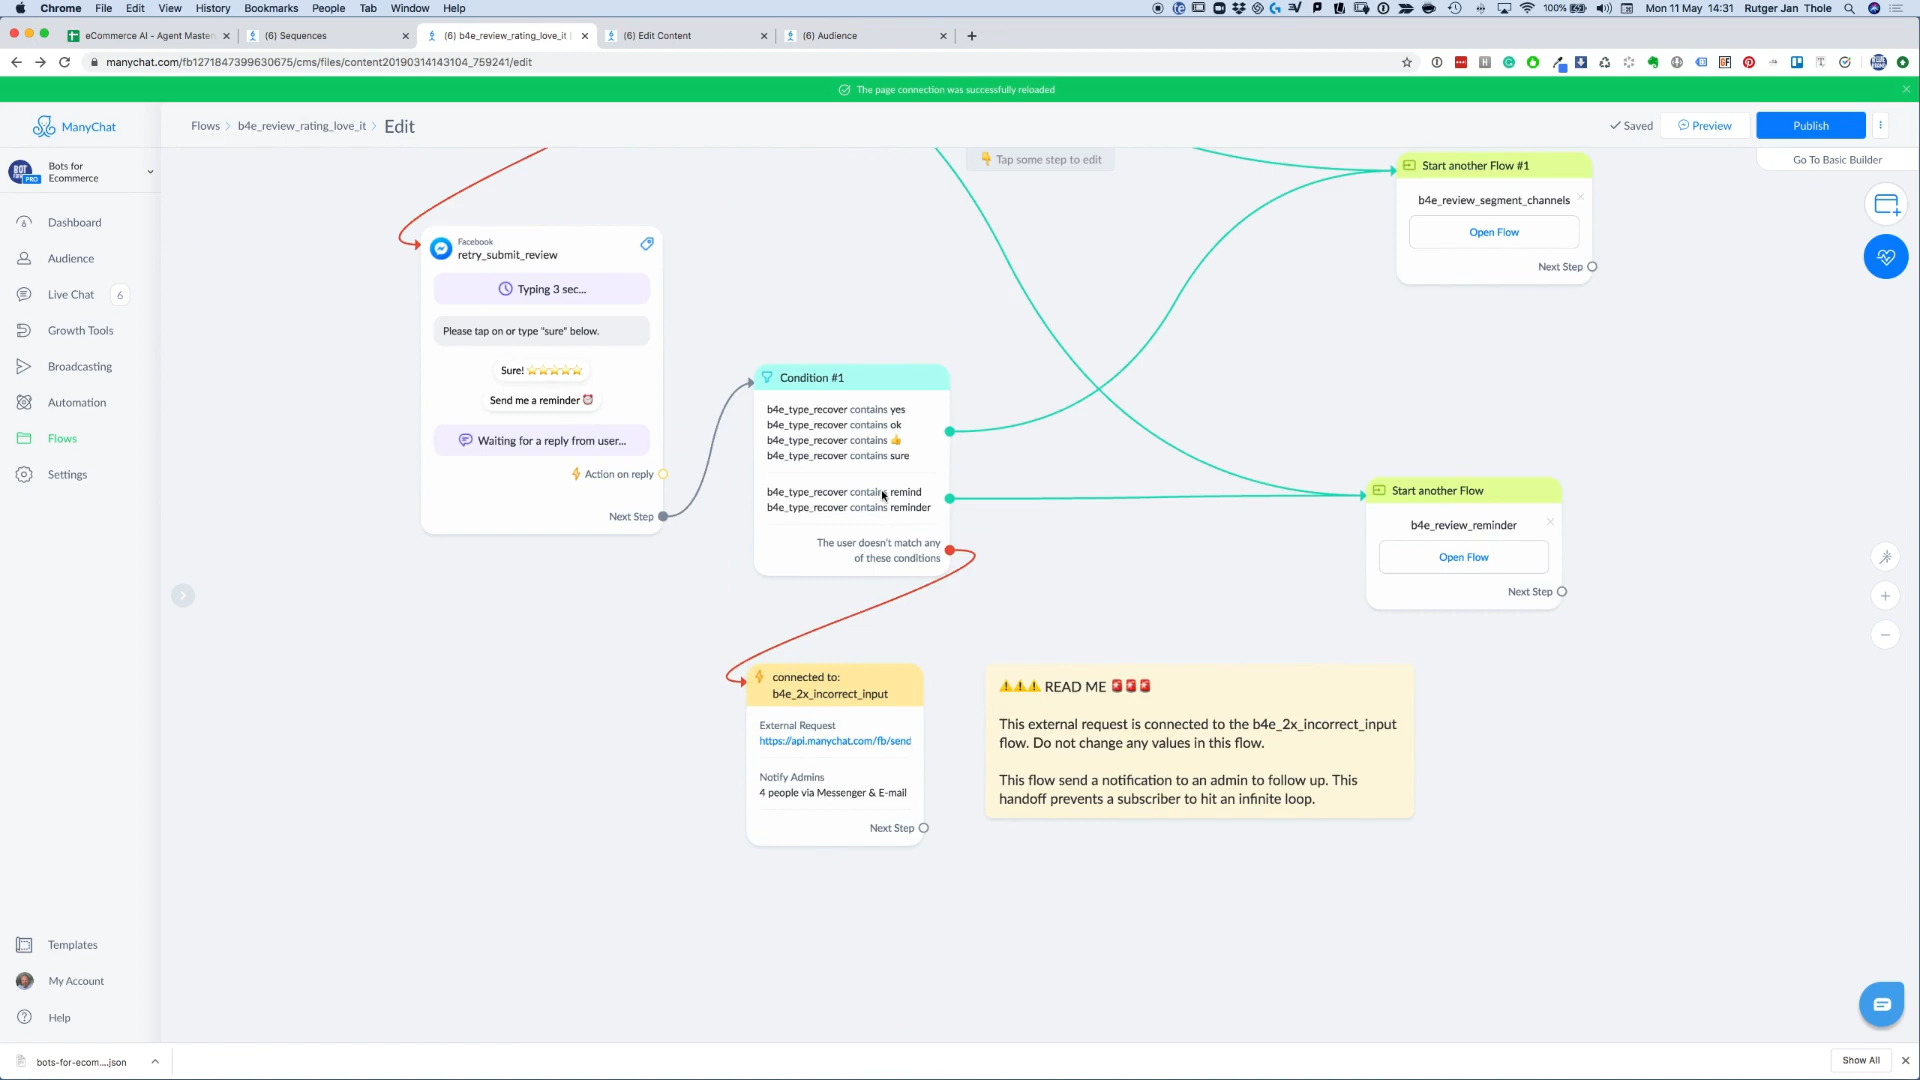 Chrome File Edit View History Bookmarks People Tab Window Help
100% Mon 11 May 14:31 Rutger Jan Thole
eCommerce AI - Agent Master
(6) Sequences
(6) b4e_review_rating_love_it
(6) Edit Content
(6) Audience
manychat.com/fb1271847399630675/cms/files/content20190314143104_759241/edit
The page connection was successfully reloaded
ManyChat
Flows > b4e_review_rating_love_it > Edit
Saved
Preview
Publish
Go To Basic Builder
Bots for
Ecommerce
PRO
Dashboard
Audience
Live Chat 6
Growth Tools
Broadcasting
Automation
Flows
Settings
Templates
My Account
Help
👇 Tap some step to edit
Facebook
retry_submit_review
Typing 3 sec...
Please tap on or type "sure" below.
Sure! ⭐⭐⭐⭐⭐
Send me a reminder ⏰
Waiting for a reply from user...
Action on reply
Next Step
Condition #1
b4e_type_recover contains yes
b4e_type_recover contains ok
b4e_type_recover contains 👍
b4e_type_recover contains sure
b4e_type_recover contains remind
b4e_type_recover contains reminder
The user doesn't match any
of these conditions
Start another Flow #1
b4e_review_segment_channels
Open Flow
Next Step
Start another Flow
b4e_review_reminder
Open Flow
Next Step
connected to:
b4e_2x_incorrect_input
External Request
https://api.manychat.com/fb/send
Notify Admins
4 people via Messenger & E-mail
Next Step
⚠️⚠️⚠️ READ ME 🚨🚨🚨
This external request is connected to the b4e_2x_incorrect_input
flow. Do not change any values in this flow.
This flow send a notification to an admin to follow up. This
handoff prevents a subscriber to hit an infinite loop.
bots-for-ecom....json
Show All